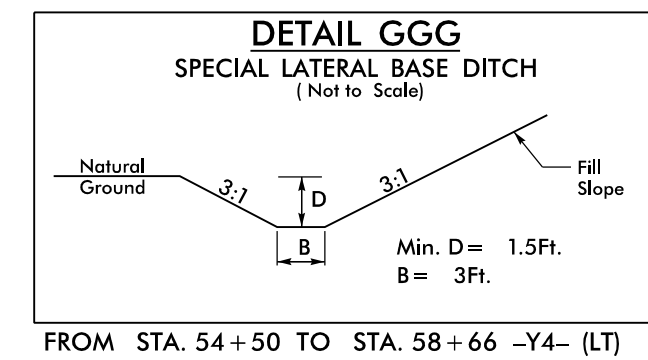 DETAIL GGG
SPECIAL LATERAL BASE DITCH
( Not to Scale)
Natural
Ground
3:1
D
3:1
Fill
Slope
B
Min. D= 1.5Ft.
B= 3Ft.
FROM STA. 54+50 TO STA. 58+66 -Y4- (LT)